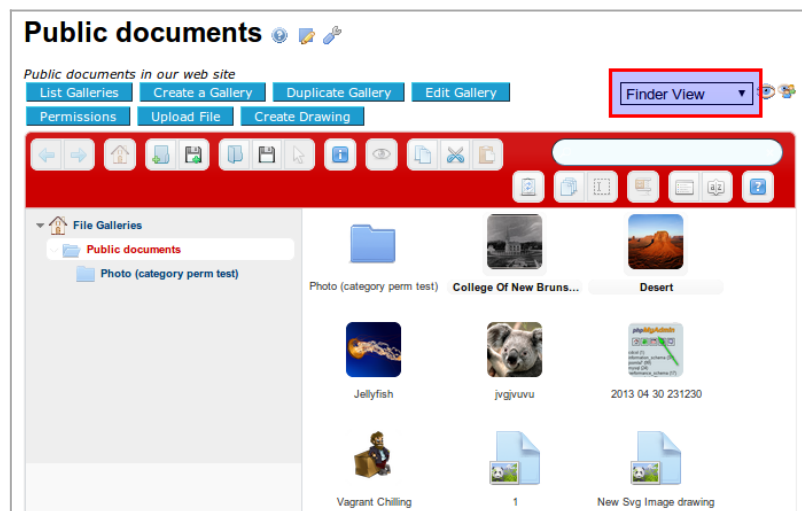 Public documents
Public documents in our web site
List Galleries Create a Gallery Duplicate Gallery Edit Gallery
Finder View
Permissions Upload File Create Drawing
File Galleries
Public documents
Photo (category perm test)
Photo (category perm test) College Of New Bruns... Desert
phpMyAdmin
Jellyfish jvgjvuvu 2013 04 30 231230
Vagrant Chilling 1 New Svg Image drawing